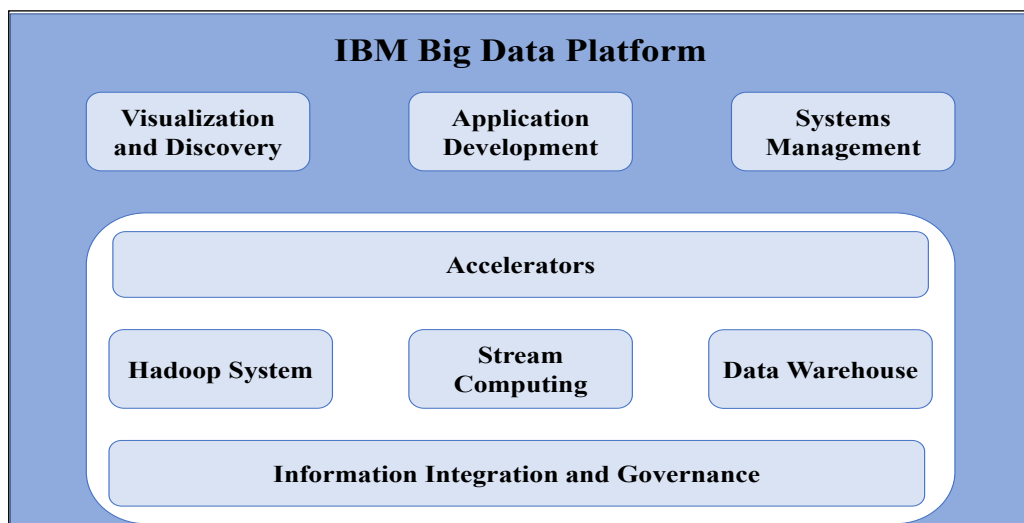 IBM Big Data Platform
Visualization
and Discovery
Application
Development
Systems
Management
Accelerators
Hadoop System
Stream
Computing
Data Warehouse
Information Integration and Governance